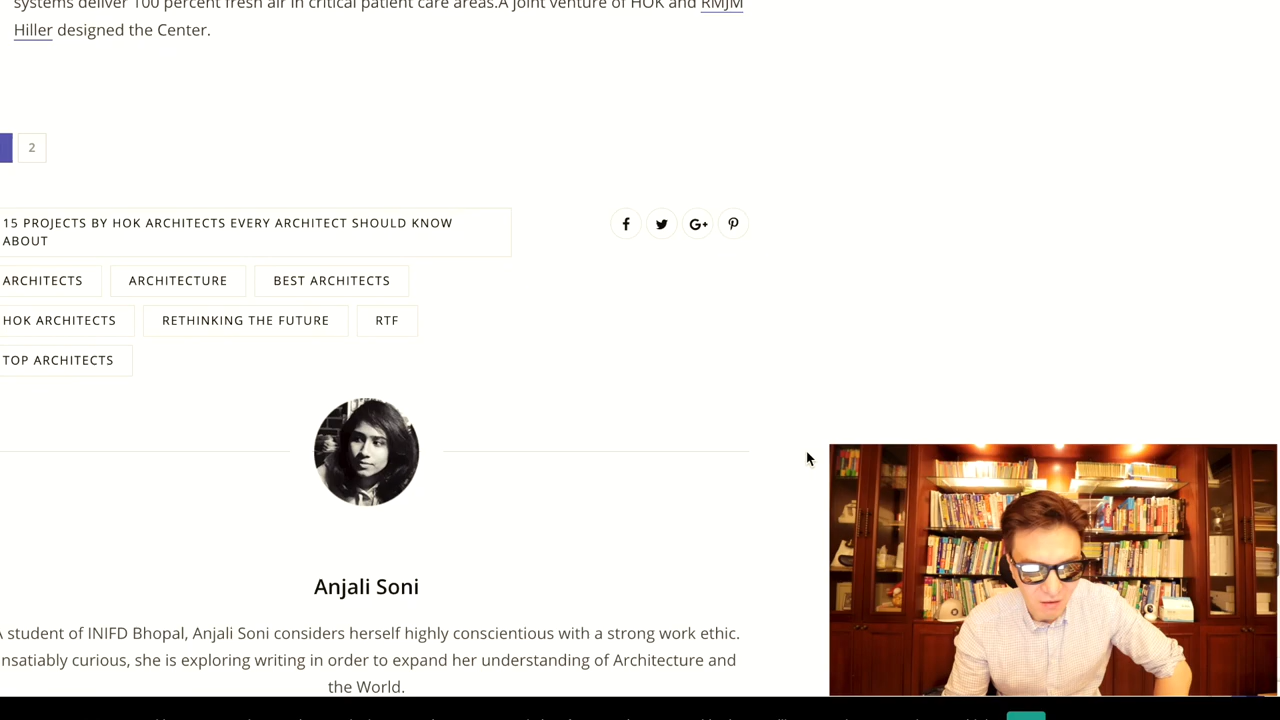 systems deliver 100 percent fresh air in critical patient care areas.A joint venture of HOK and RMJM
Hiller designed the Center.
2
15 PROJECTS BY HOK ARCHITECTS EVERY ARCHITECT SHOULD KNOW
ABOUT
ARCHITECTS ARCHITECTURE BEST ARCHITECTS
HOK ARCHITECTS RETHINKING THE FUTURE RTF
TOP ARCHITECTS
Anjali Soni
A student of INIFD Bhopal, Anjali Soni considers herself highly conscientious with a strong work ethic.
nsatiably curious, she is exploring writing in order to expand her understanding of Architecture and
the World.